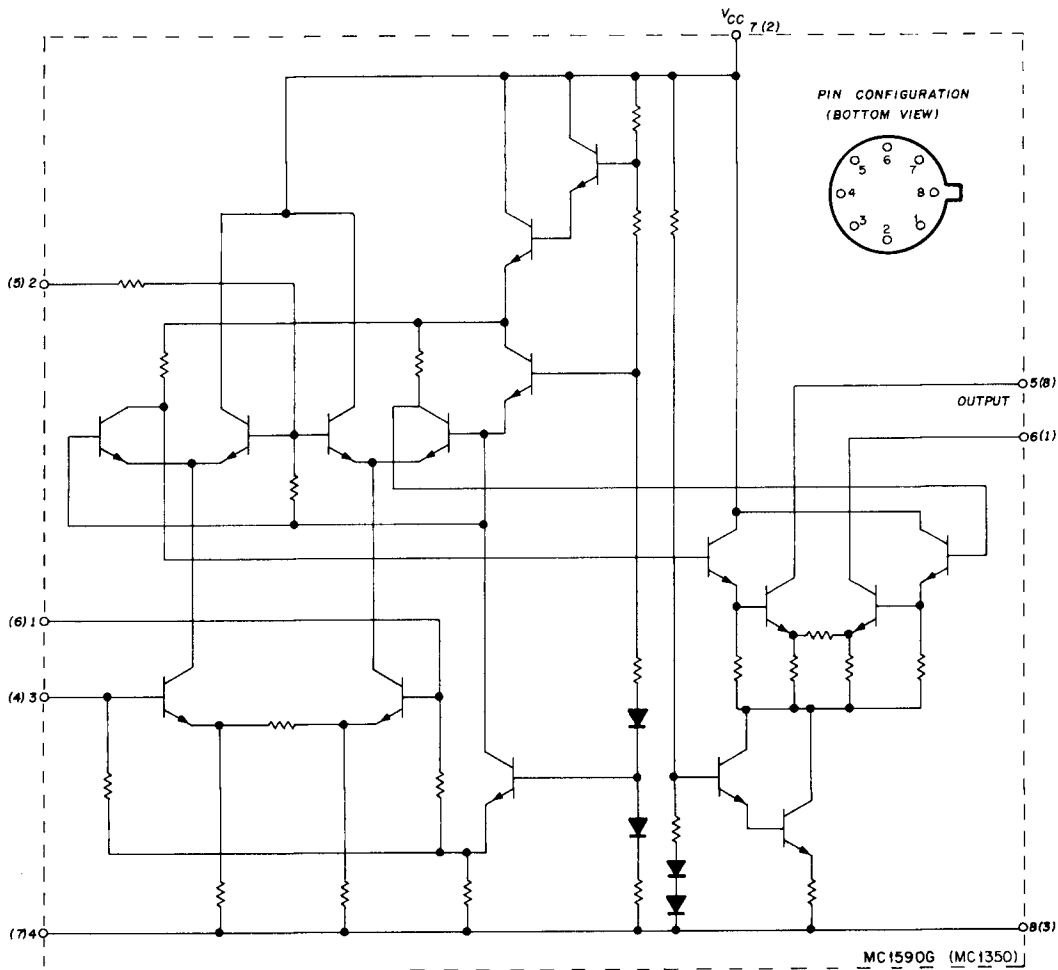 VCC 7(2)
PIN CONFIGURATION
(BOTTOM VIEW)
6
5 7
4 8
3 1
2
(5)2
5(8)
OUTPUT
6(1)
(6)1
(4)3
(7)4
8(3)
MC1590G (MC1350)